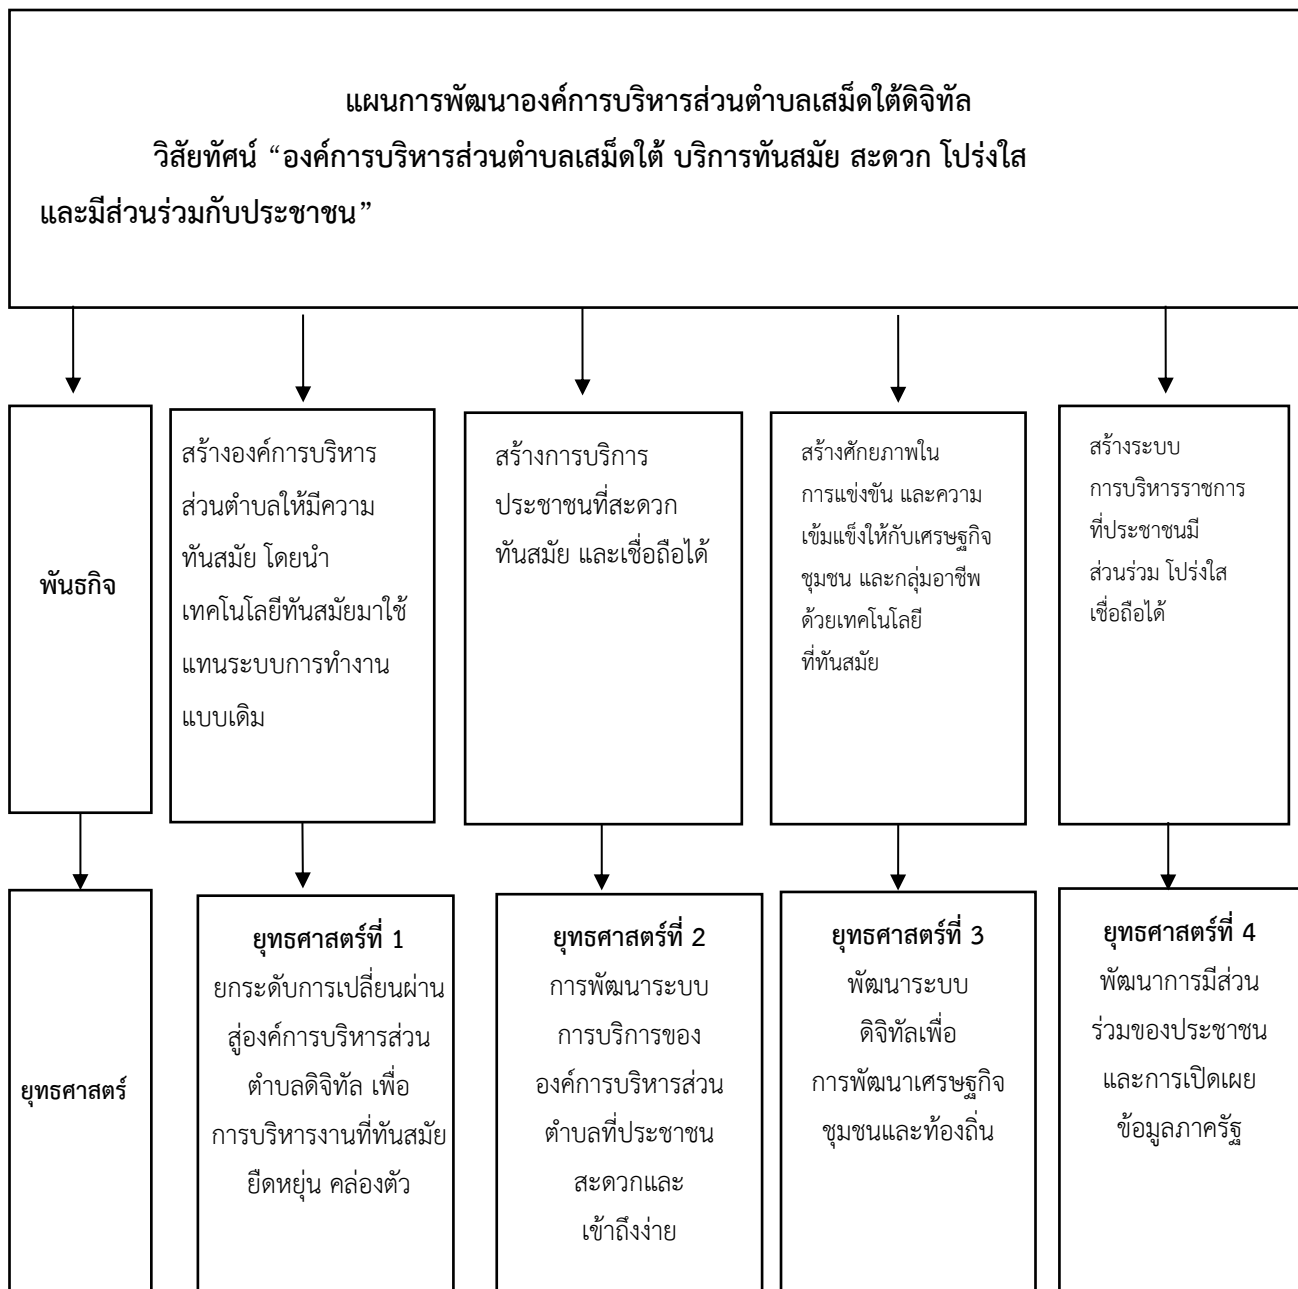 แผนการพัฒนาองค์การบริหารส่วนตำบลเสม็ดใต้ดิจิทัล
วิสัยทัศน์ “องค์การบริหารส่วนตำบลเสม็ดใต้ บริการทันสมัย สะดวก โปร่งใส
และมีส่วนร่วมกับประชาชน”
พันธกิจ
สร้างองค์การบริหาร
ส่วนตำบลให้มีความ
ทันสมัย โดยนำ
เทคโนโลยีทันสมัยมาใช้
แทนระบบการทำงาน
แบบเดิม
สร้างการบริการ
ประชาชนที่สะดวก
ทันสมัย และเชื่อถือได้
สร้างศักยภาพใน
การแข่งขัน และความ
เข้มแข็งให้กับเศรษฐกิจ
ชุมชน และกลุ่มอาชีพ
ด้วยเทคโนโลยี
ที่ทันสมัย
สร้างระบบ
การบริหารราชการ
ที่ประชาชนมี
ส่วนร่วม โปร่งใส
เชื่อถือได้
ยุทธศาสตร์
ยุทธศาสตร์ที่ 1
ยกระดับการเปลี่ยนผ่าน
สู่องค์การบริหารส่วน
ตำบลดิจิทัล เพื่อ
การบริหารงานที่ทันสมัย
ยืดหยุ่น คล่องตัว
ยุทธศาสตร์ที่ 2
การพัฒนาระบบ
การบริการของ
องค์การบริหารส่วน
ตำบลที่ประชาชน
สะดวกและ
เข้าถึงง่าย
ยุทธศาสตร์ที่ 3
พัฒนาระบบ
ดิจิทัลเพื่อ
การพัฒนาเศรษฐกิจ
ชุมชนและท้องถิ่น
ยุทธศาสตร์ที่ 4
พัฒนาการมีส่วน
ร่วมของประชาชน
และการเปิดเผย
ข้อมูลภาครัฐ